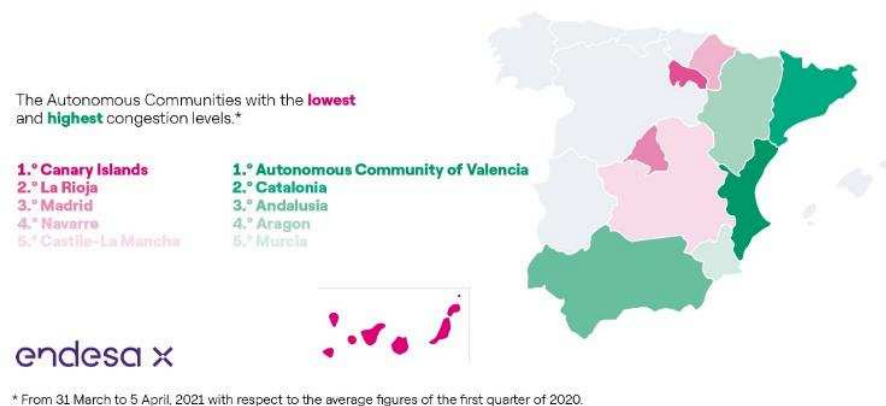 The Autonomous Communities with the lowest
and highest congestion levels.*
1.º Canary Islands
2.º La Rioja
3.º Madrid
4.º Navarre
5.º Castile-La Mancha
1.º Autonomous Community of Valencia
2.º Catalonia
3.º Andalusia
4.º Aragon
5.º Murcia
endesa x
* From 31 March to 5 April, 2021 with respect to the average figures of the first quarter of 2020.